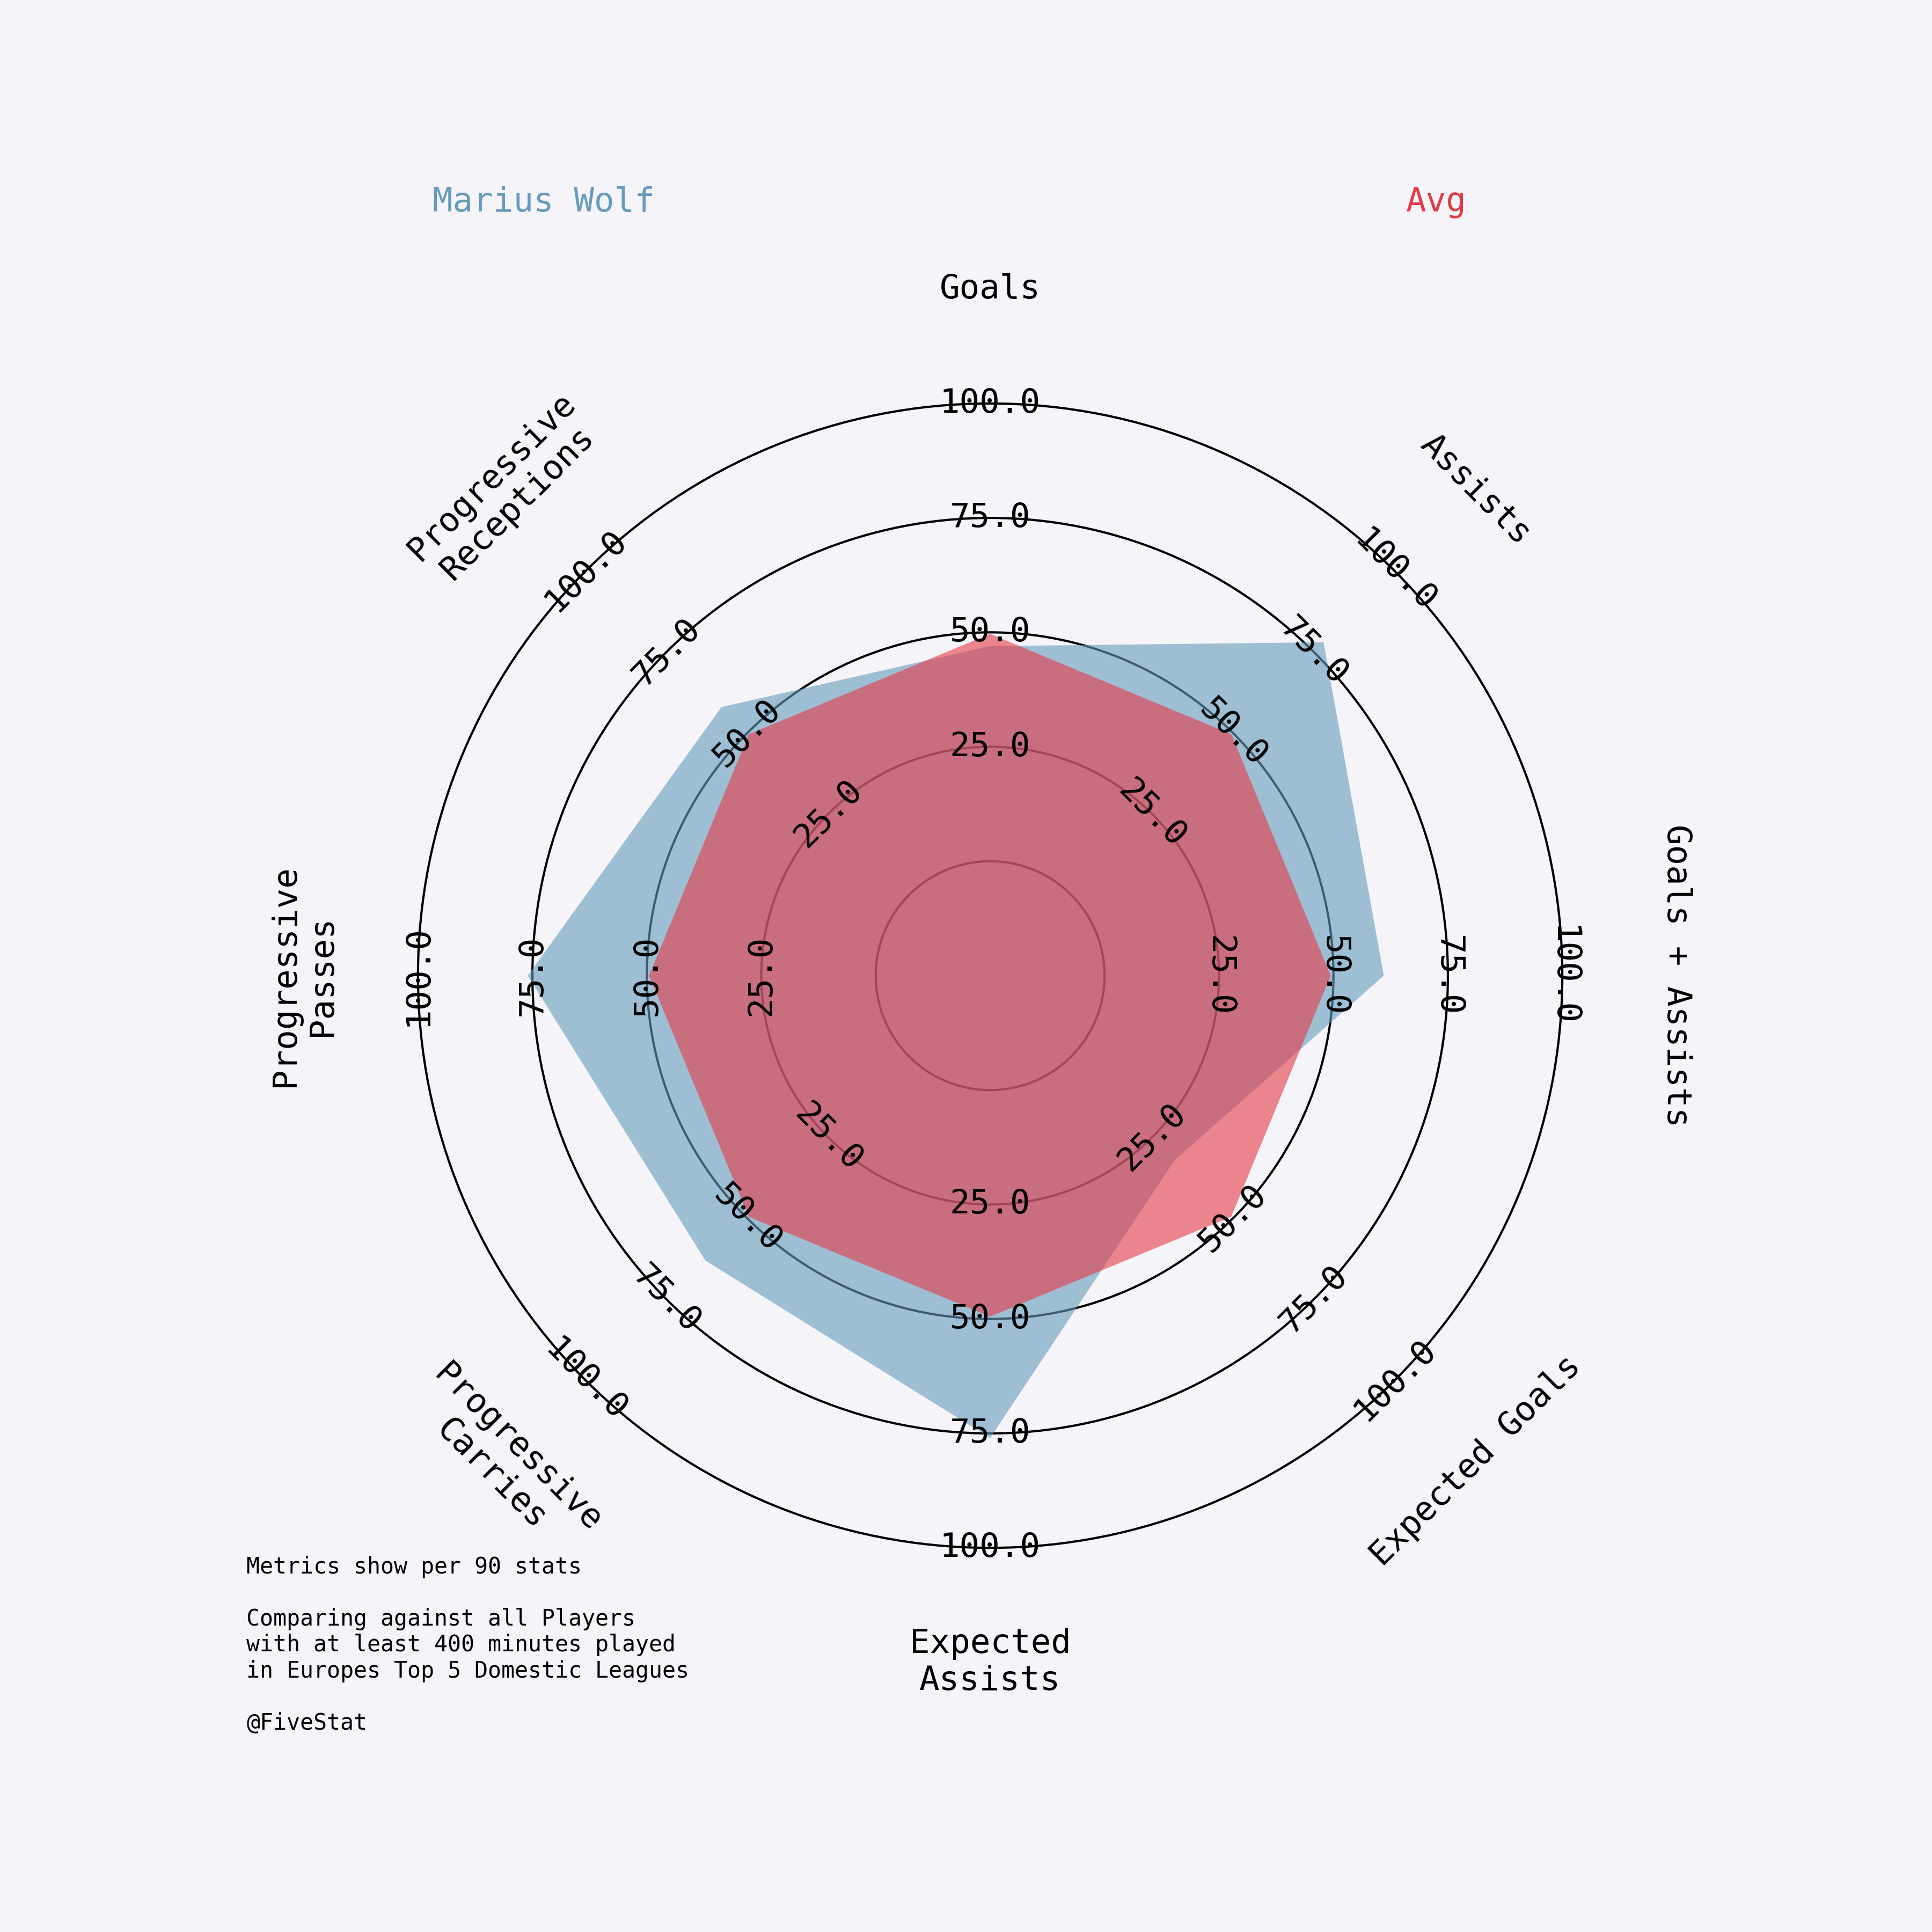 Marius Wolf
Avg
Goals
Assists
Goals + Assists
Expected Goals
Expected
Assists
Progressive
Carries
Progressive
Passes
Progressive
Receptions
25.0
50.0
75.0
100.0
25.0
50.0
75.0
100.0
25.0
50.0
75.0
100.0
25.0
50.0
75.0
100.0
25.0
50.0
75.0
100.0
25.0
50.0
75.0
100.0
25.0
50.0
75.0
100.0
25.0
50.0
75.0
100.0
Metrics show per 90 stats
Comparing against all Players
with at least 400 minutes played
in Europes Top 5 Domestic Leagues
@FiveStat